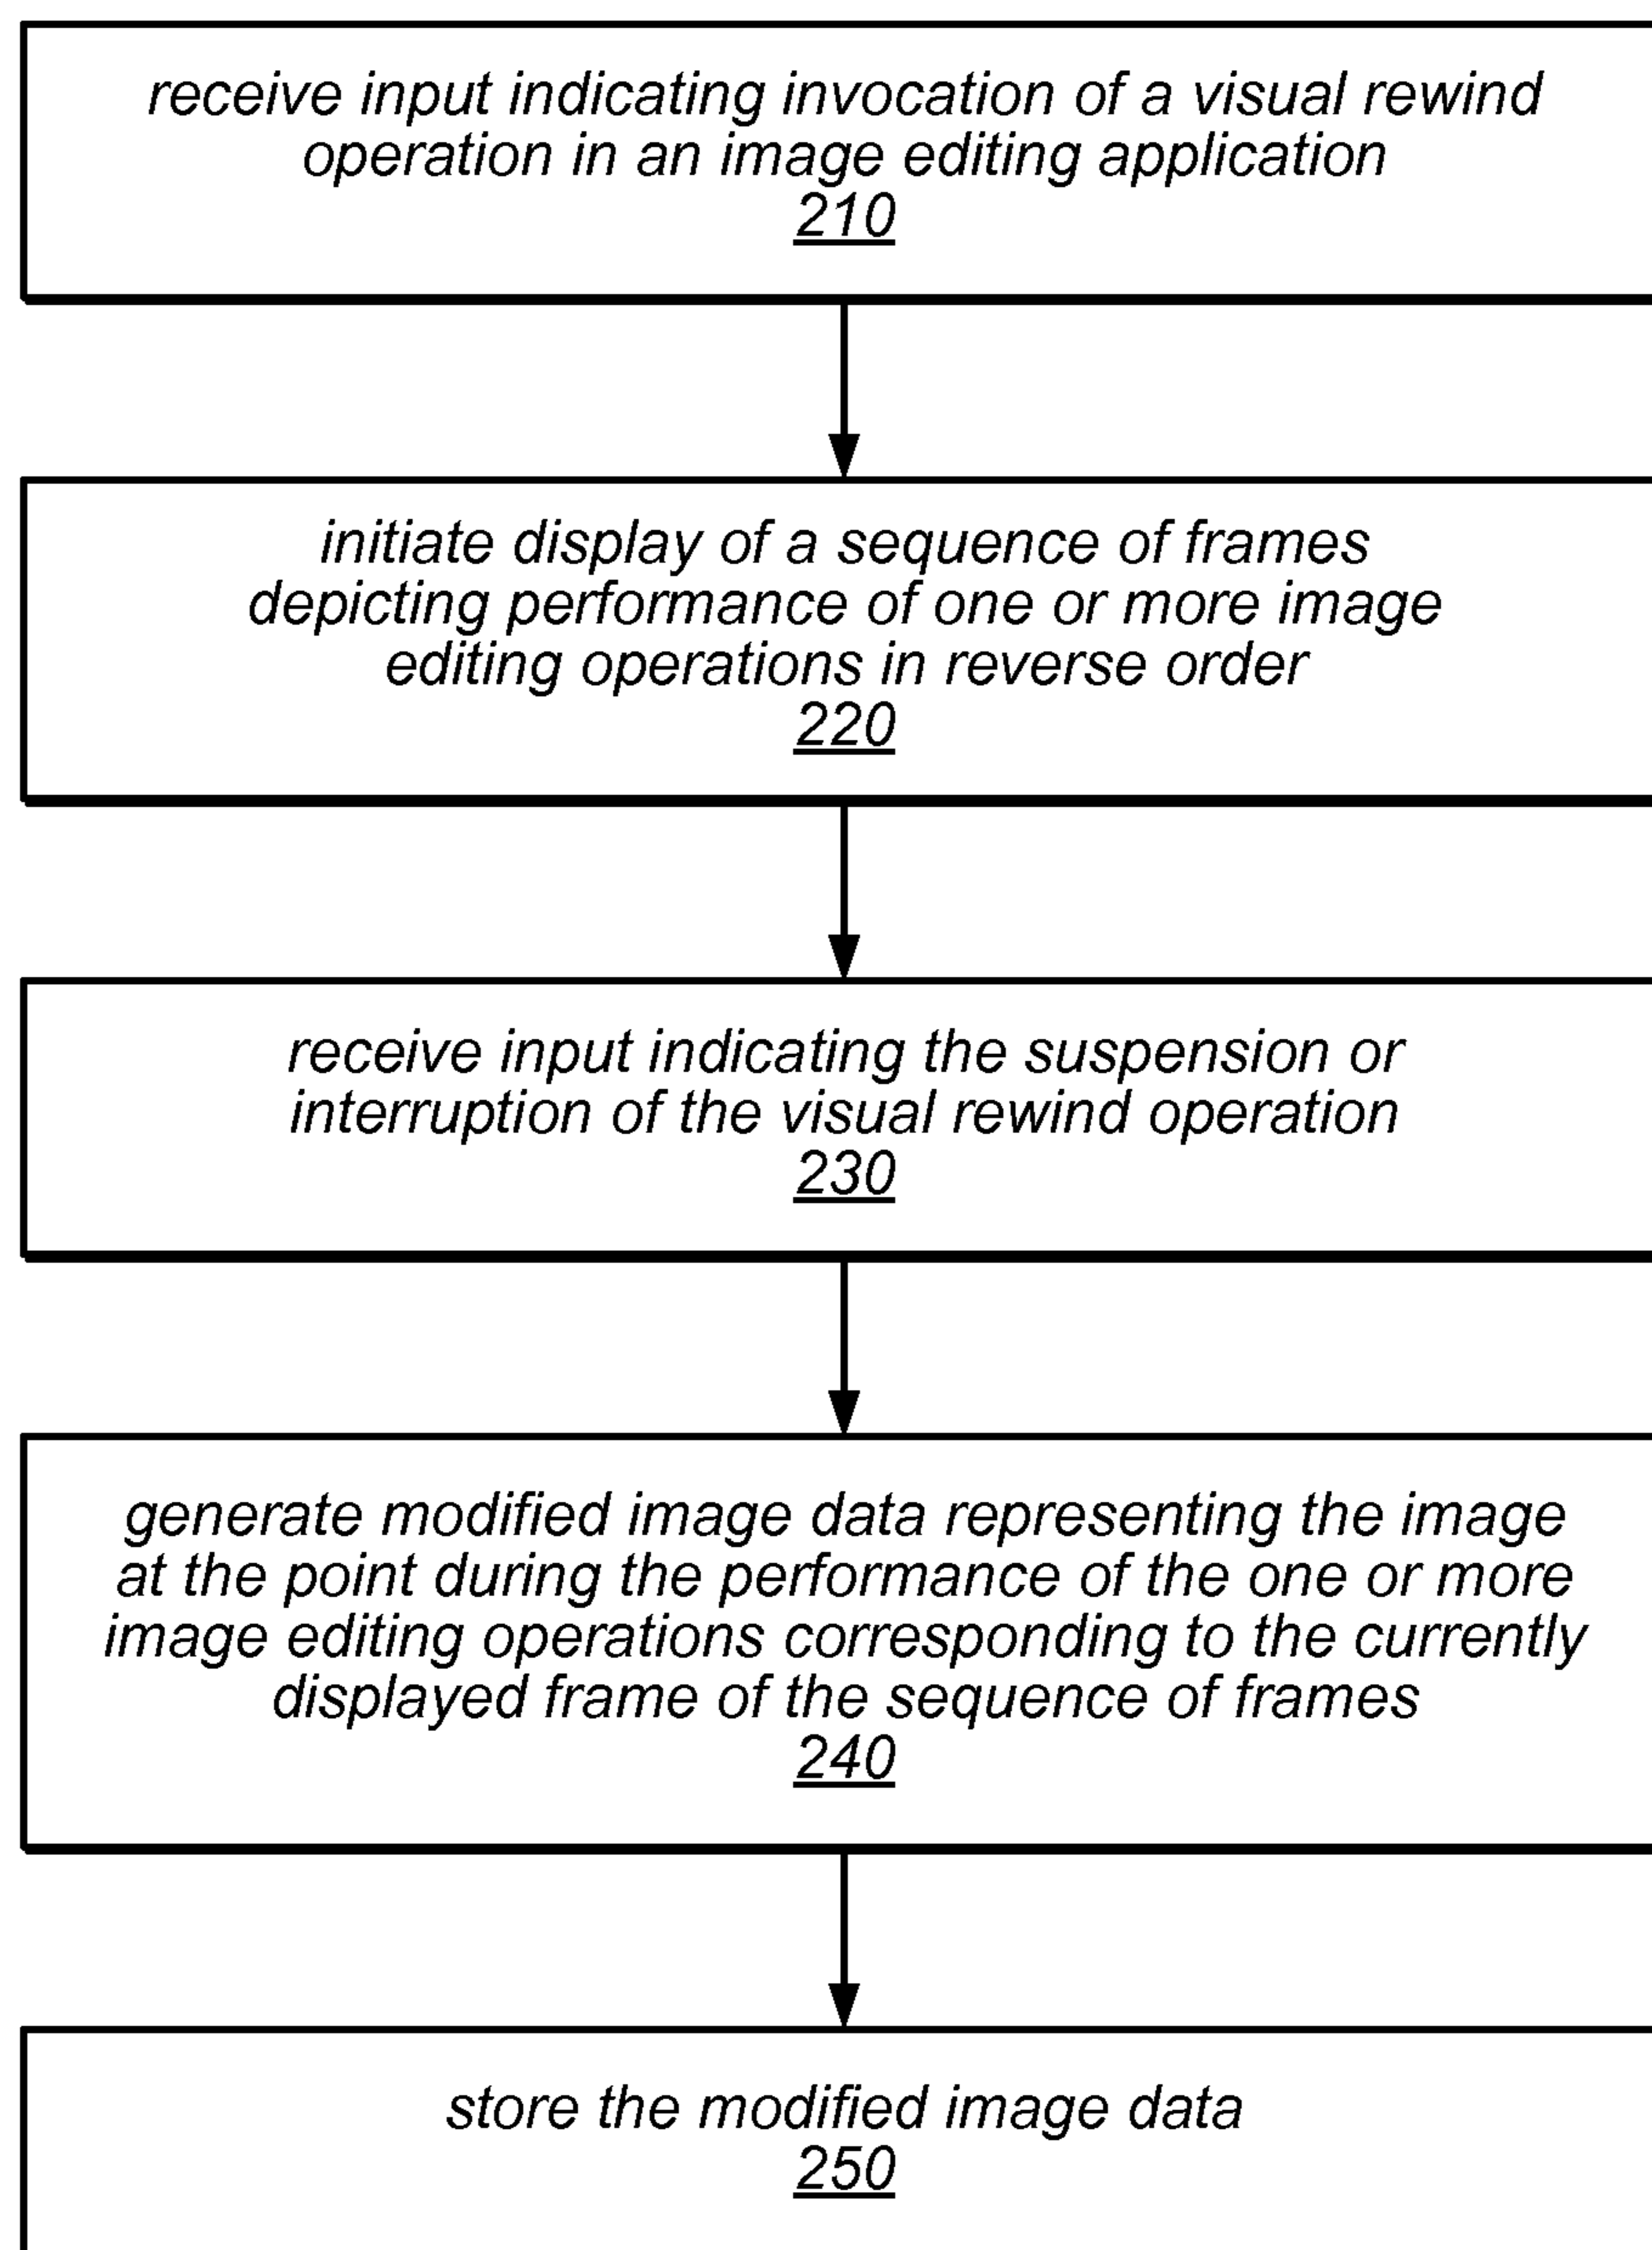 receive input indicating invocation of a visual rewind
operation in an image editing application
210
initiate display of a sequence of frames
depicting performance of one or more image
editing operations in reverse order
220
receive input indicating the suspension or
interruption of the visual rewind operation
230
generate modified image data representing the image
at the point during the performance of the one or more
image editing operations corresponding to the currently
displayed frame of the sequence of frames
240
store the modified image data
250